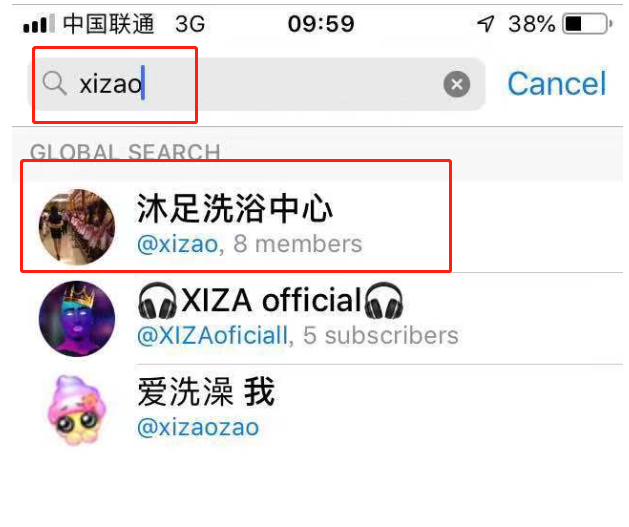 中国联通 3G 09:59 38%
xizao Cancel
GLOBAL SEARCH
沐足洗浴中心
@xizao, 8 members
XIZA official
@XIZAoficiall, 5 subscribers
爱洗澡 我
@xizaozao